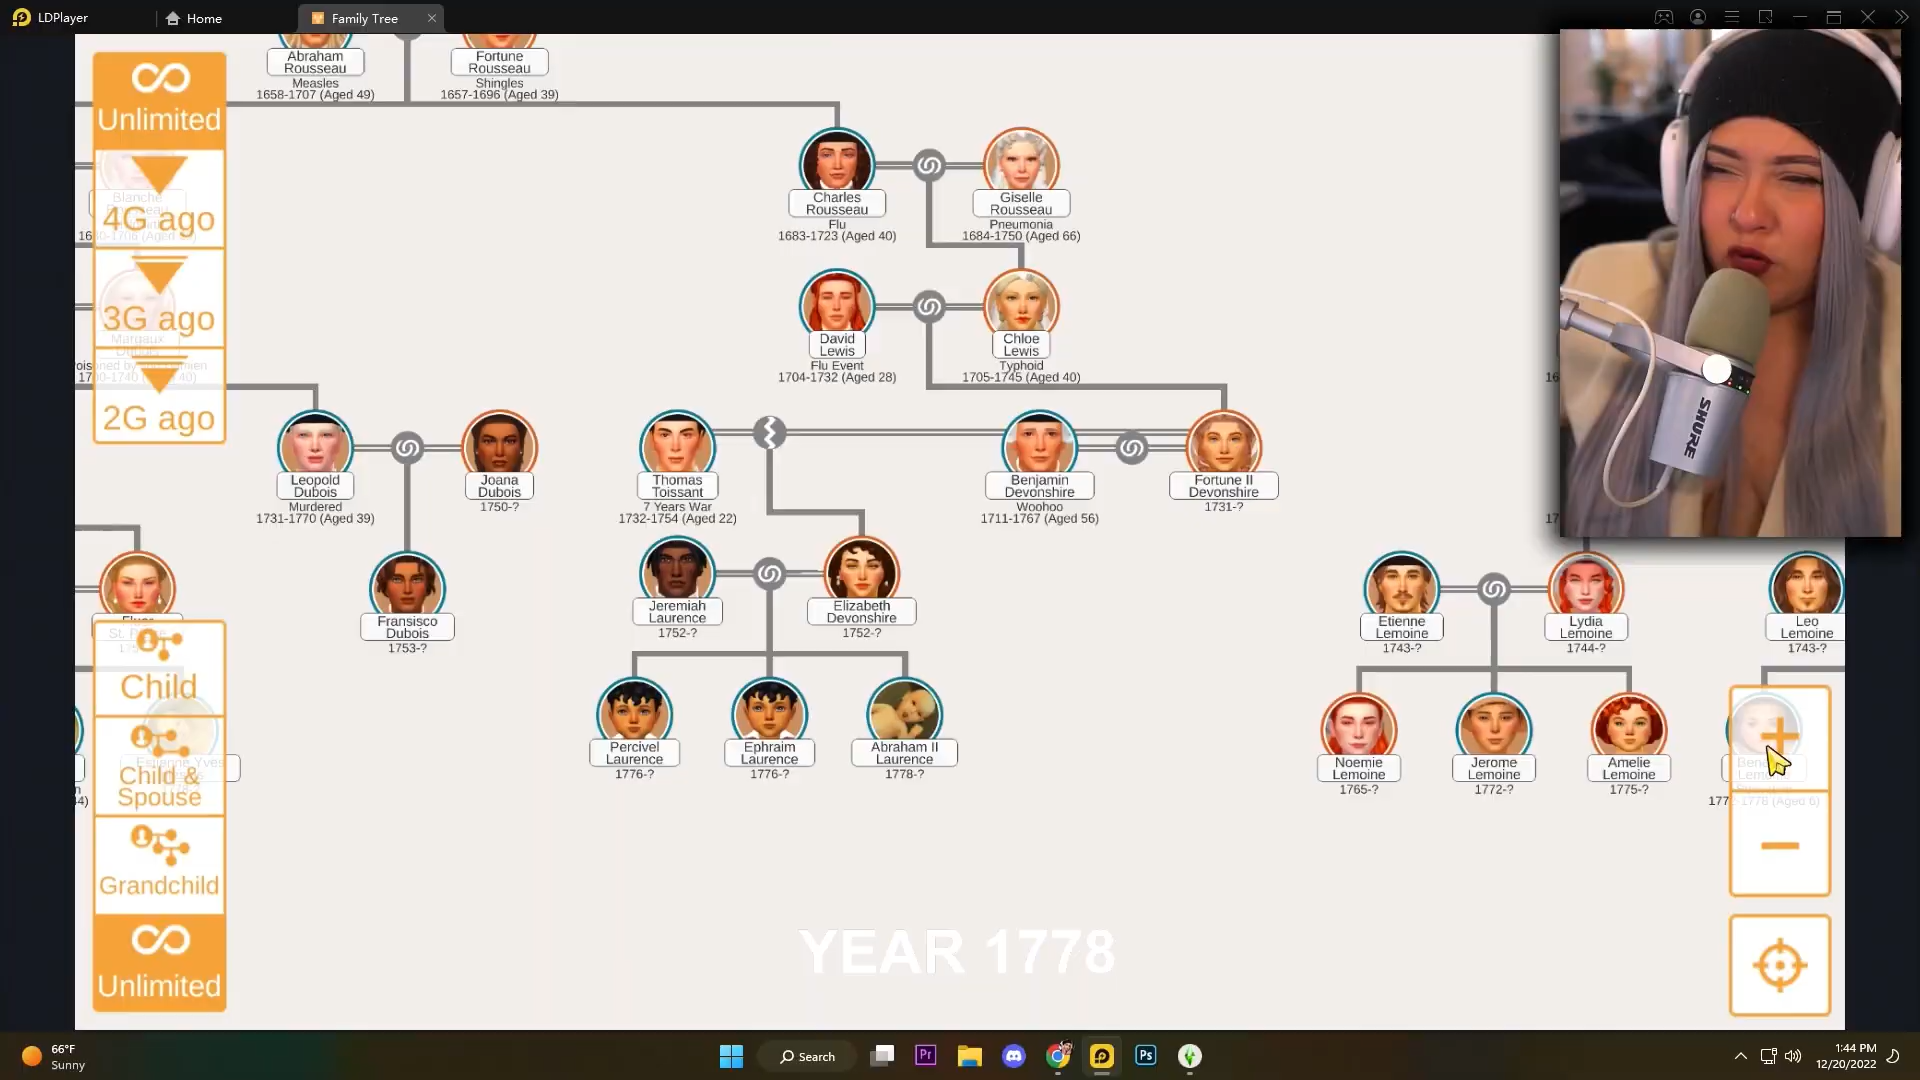 LDPlayer
Home
Family Tree
Abraham
Rousseau
Measles
1658-1707 (Aged 49)
Fortune
Rousseau
Shingles
1657-1696 (Aged 39)
Unlimited
4G ago
3G ago
2G ago
Charles
Rousseau
Flu
1683-1723 (Aged 40)
Giselle
Rousseau
Pneumonia
1684-1750 (Aged 66)
David
Lewis
Flu Event
1704-1732 (Aged 28)
Chloe
Lewis
Typhoid
1705-1745 (Aged 40)
Leopold
Dubois
Murdered
1731-1770 (Aged 39)
Joana
Dubois
1750-?
Thomas
Toissant
7 Years War
1732-1754 (Aged 22)
Benjamin
Devonshire
Woohoo
1711-1767 (Aged 56)
Fortune II
Devonshire
1731-?
SHURE
Fransisco
Dubois
1753-?
Jeremiah
Laurence
1752-?
Elizabeth
Devonshire
1752-?
Etienne
Lemoine
1743-?
Lydia
Lemoine
1744-?
Leo
Lemoine
1743-?
Percivel
Laurence
1776-?
Ephraim
Laurence
1776-?
Abraham II
Laurence
1778-?
Noemie
Lemoine
1765-?
Jerome
Lemoine
1772-?
Amelie
Lemoine
1775-?
Child
Child &
Spouse
Grandchild
Unlimited
YEAR 1778
66°F
Sunny
Search
Pr
Ps
1:44 PM
12/20/2022